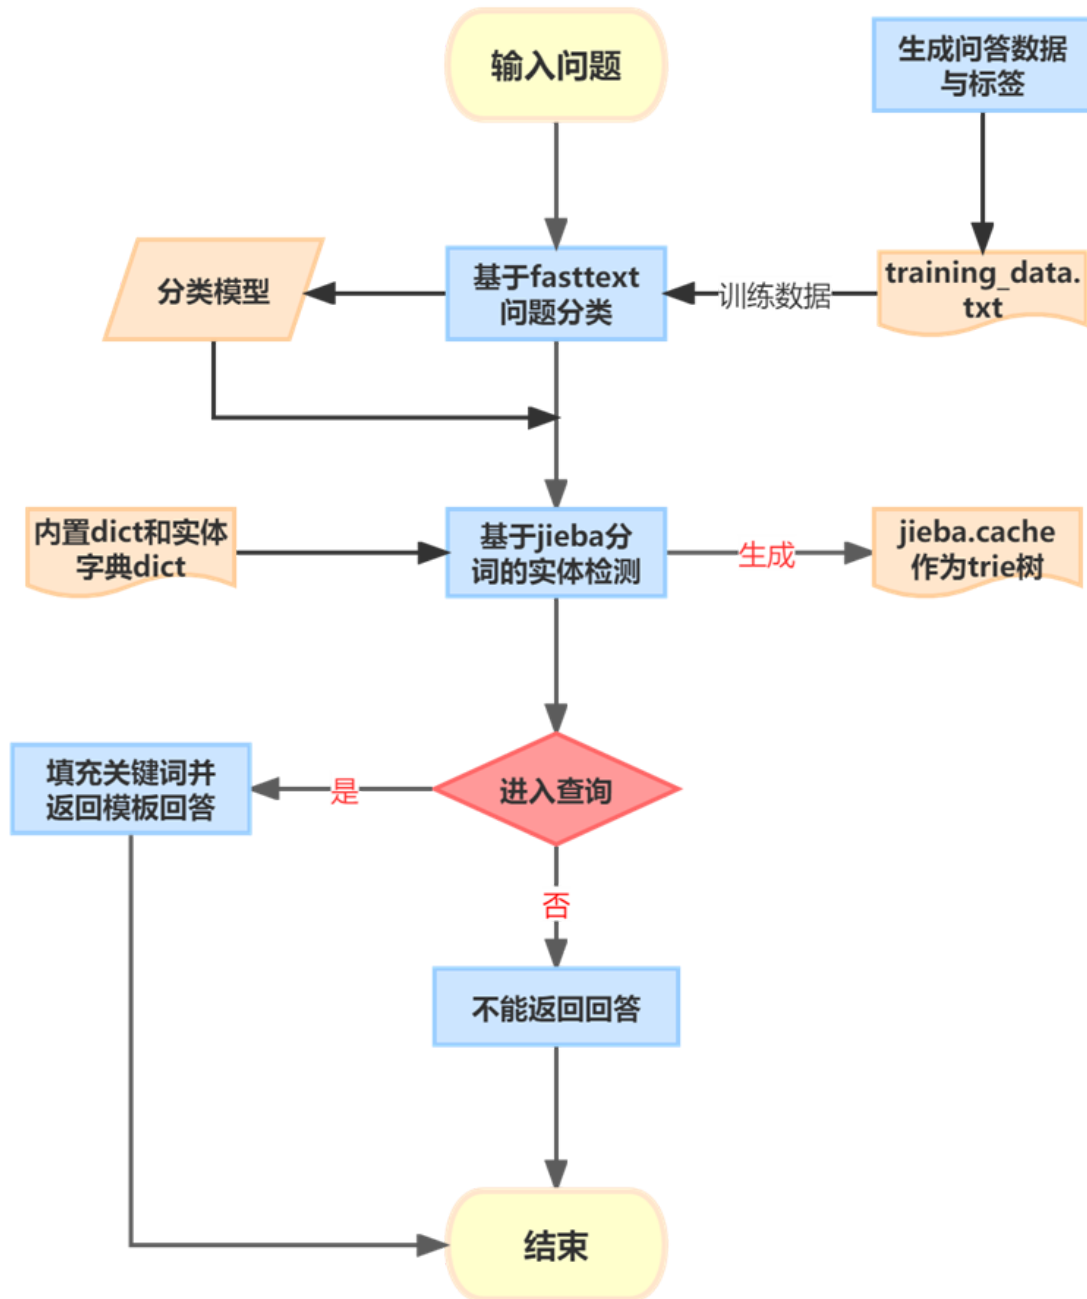 输入问题
生成问答数据
与标签
分类模型
基于fasttext
问题分类
训练数据
training_data.
txt
内置dict和实体
字典dict
基于jieba分
词的实体检测
生成
jieba.cache
作为trie树
填充关键词并
返回模板回答
是
进入查询
否
不能返回回答
结束